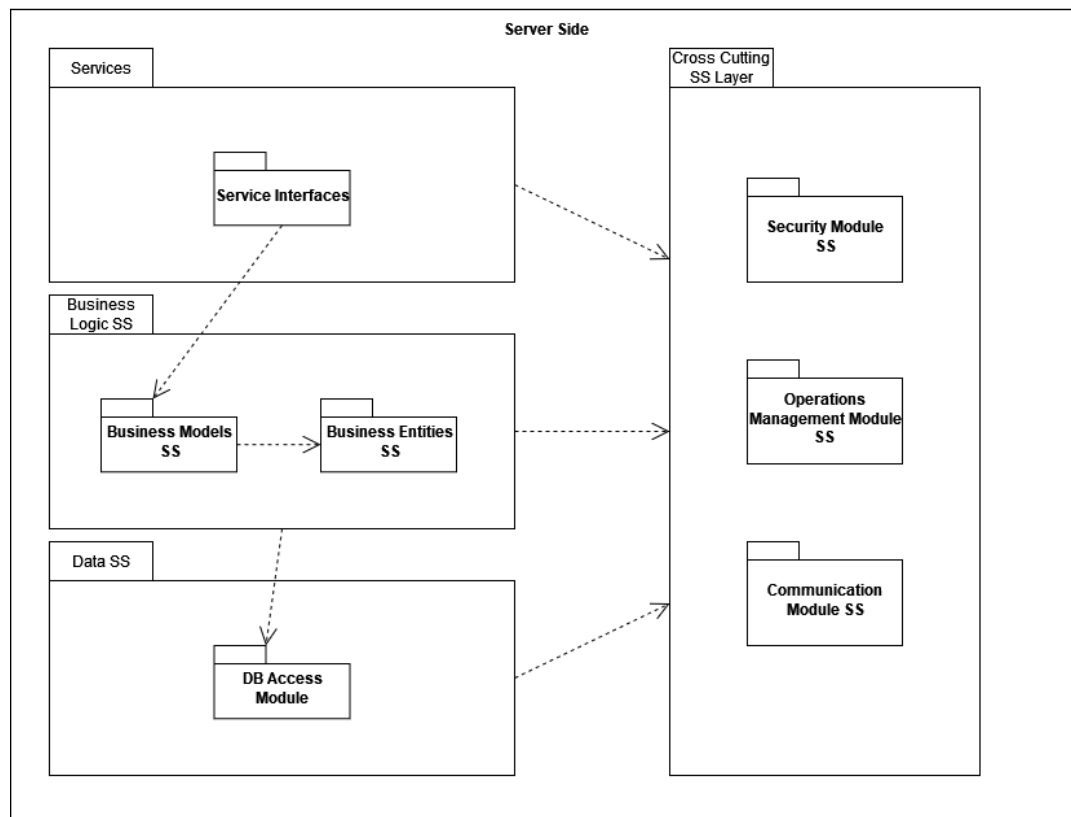 Server Side
Services
Service Interfaces
Business
Logic SS
Business Models
SS
Business Entities
SS
Data SS
DB Access
Module
Cross Cutting
SS Layer
Security Module
SS
Operations
Management Module
SS
Communication
Module SS